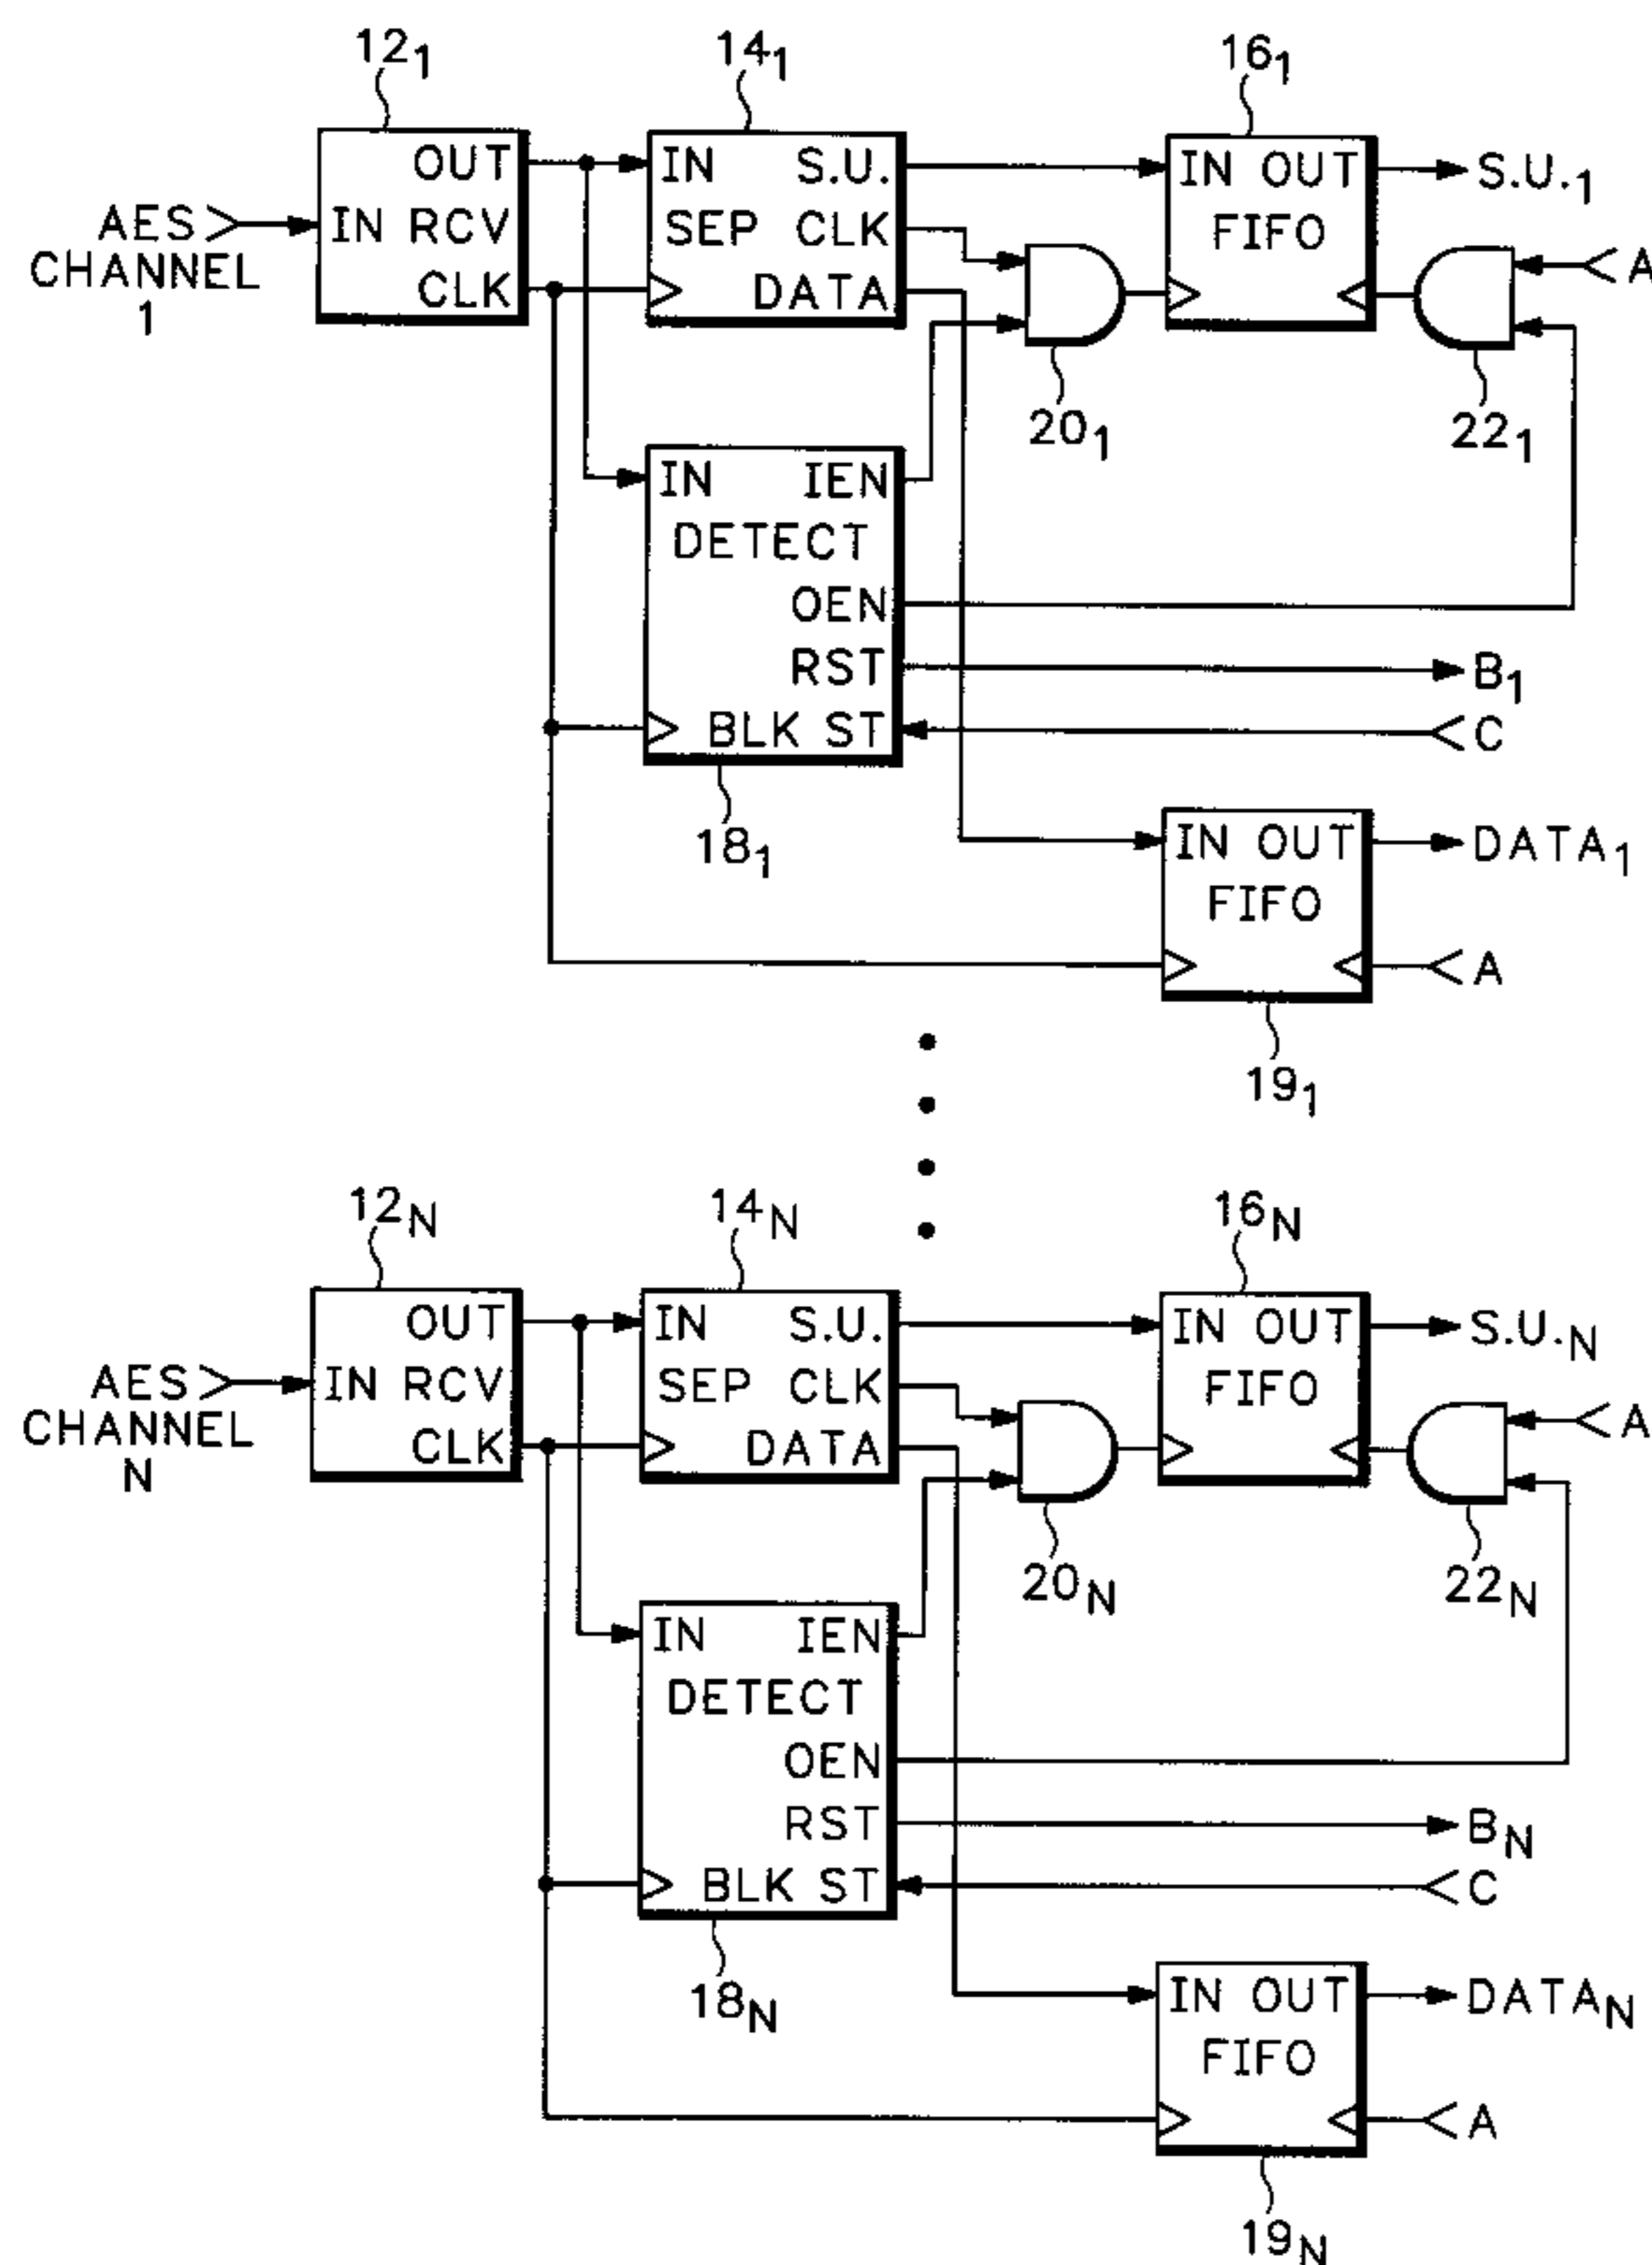 12₁ 14₁ 16₁
OUT IN S.U. IN OUT S.U.₁
AES IN RCV SEP CLK FIFO
CHANNEL A
1
CLK DATA
20₁ 22₁
IN IEN
DETECT
OEN
RST B₁
BLK ST C
18₁ IN OUT DATA₁
FIFO
A
19₁
12N 14N 16N
OUT IN S.U. IN OUT S.U.N
AES IN RCV SEP CLK FIFO
CHANNEL A
N
CLK DATA
20N 22N
IN IEN
DETECT
OEN
RST BN
BLK ST C
18N IN OUT DATAN
FIFO
A
19N